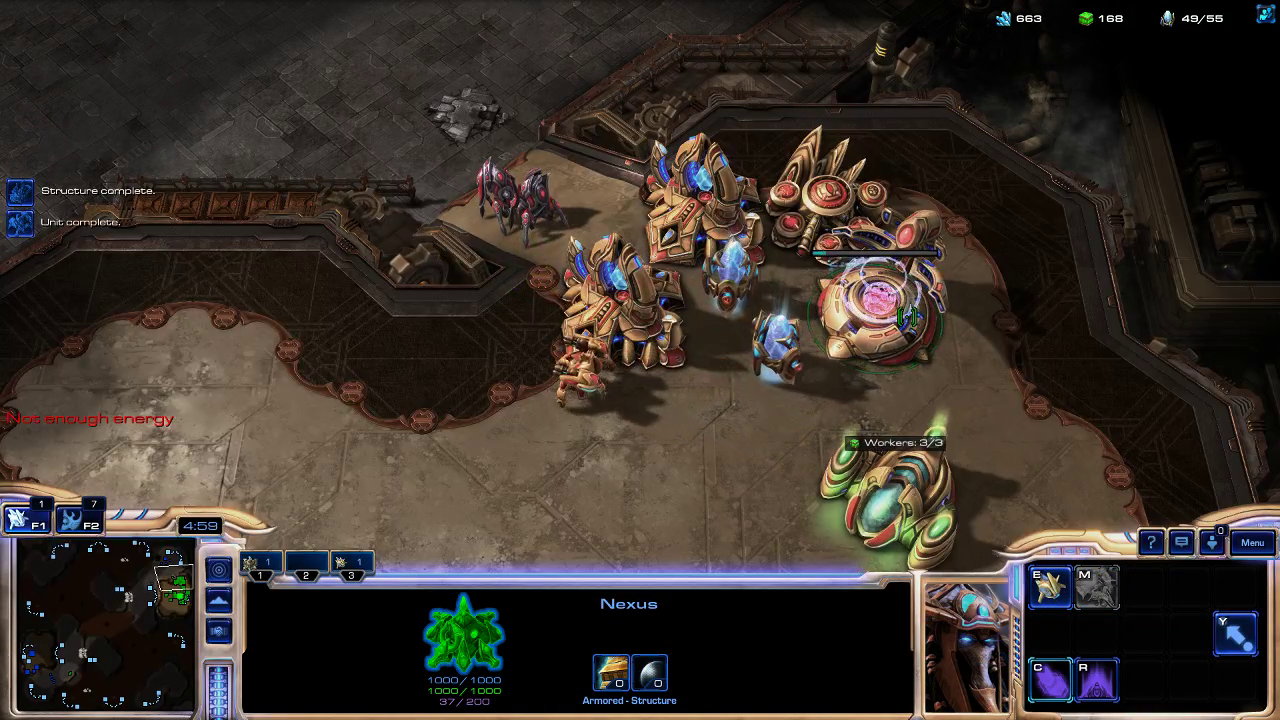 663 168 49/55
Structure complete.
Unit complete.
Not enough energy
Workers: 3/3
1 7
F1 F2
4:59
0
? Menu
1 1
1 2 3
Nexus
E M
Y
0 0
C R
1000/1000
1000/1000
37/200
Armored - Structure